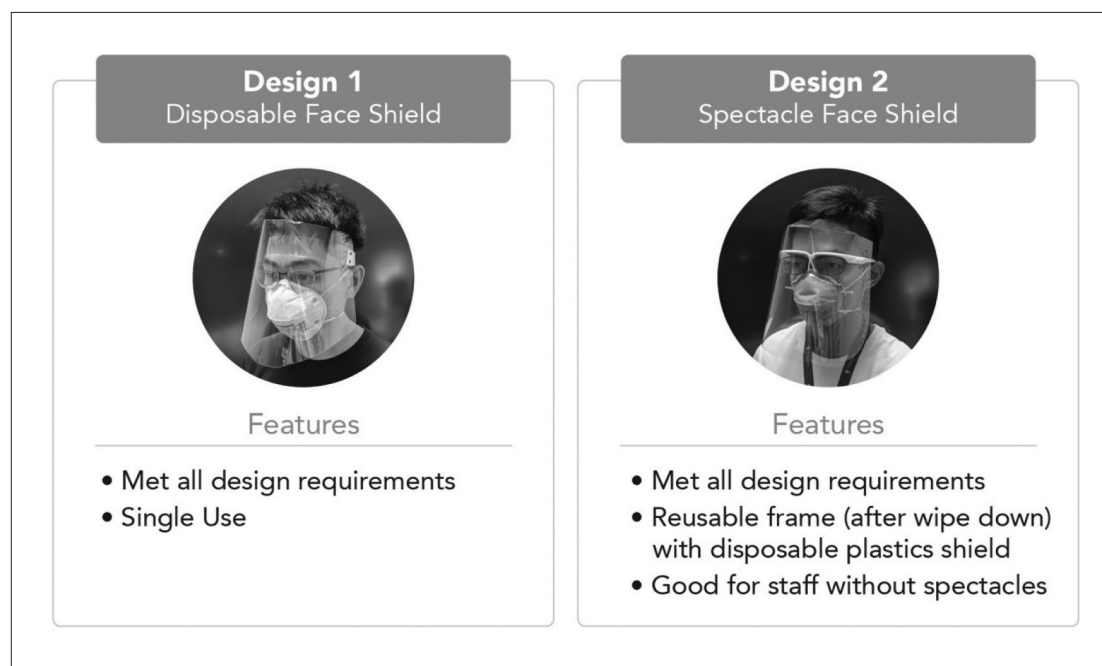 Design 1
Disposable Face Shield
Features
• Met all design requirements
• Single Use
Design 2
Spectacle Face Shield
Features
• Met all design requirements
• Reusable frame (after wipe down)
with disposable plastics shield
• Good for staff without spectacles